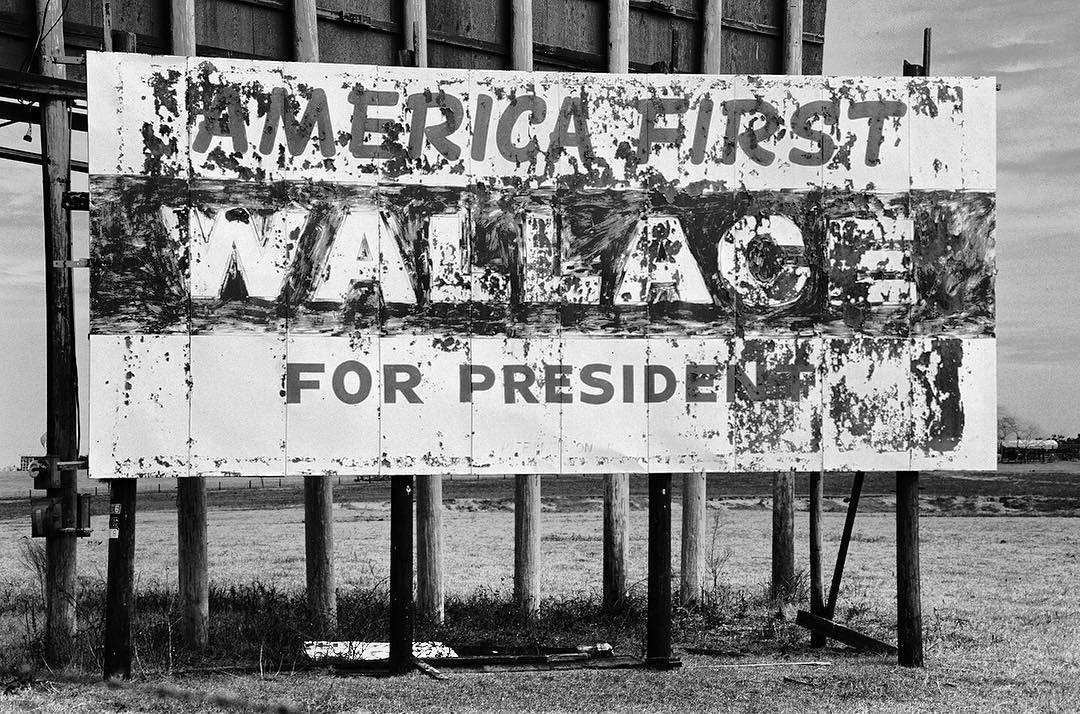 AMERICA FIRST
WALLACE
FOR PRESIDENT